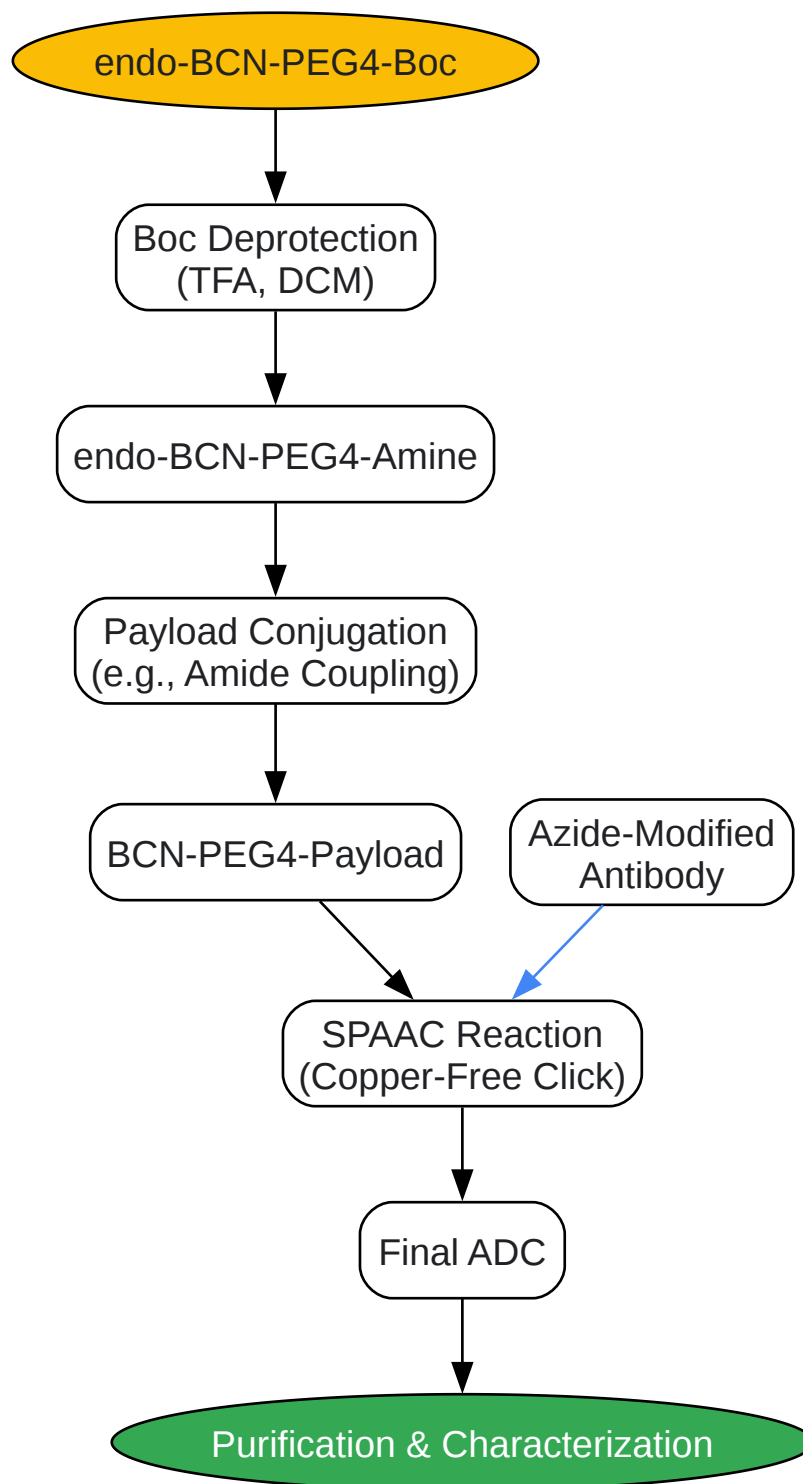 endo-BCN-PEG4-Boc
Boc Deprotection
(TFA, DCM)
endo-BCN-PEG4-Amine
Payload Conjugation
(e.g., Amide Coupling)
BCN-PEG4-Payload
Azide-Modified
Antibody
SPAAC Reaction
(Copper-Free Click)
Final ADC
Purification & Characterization